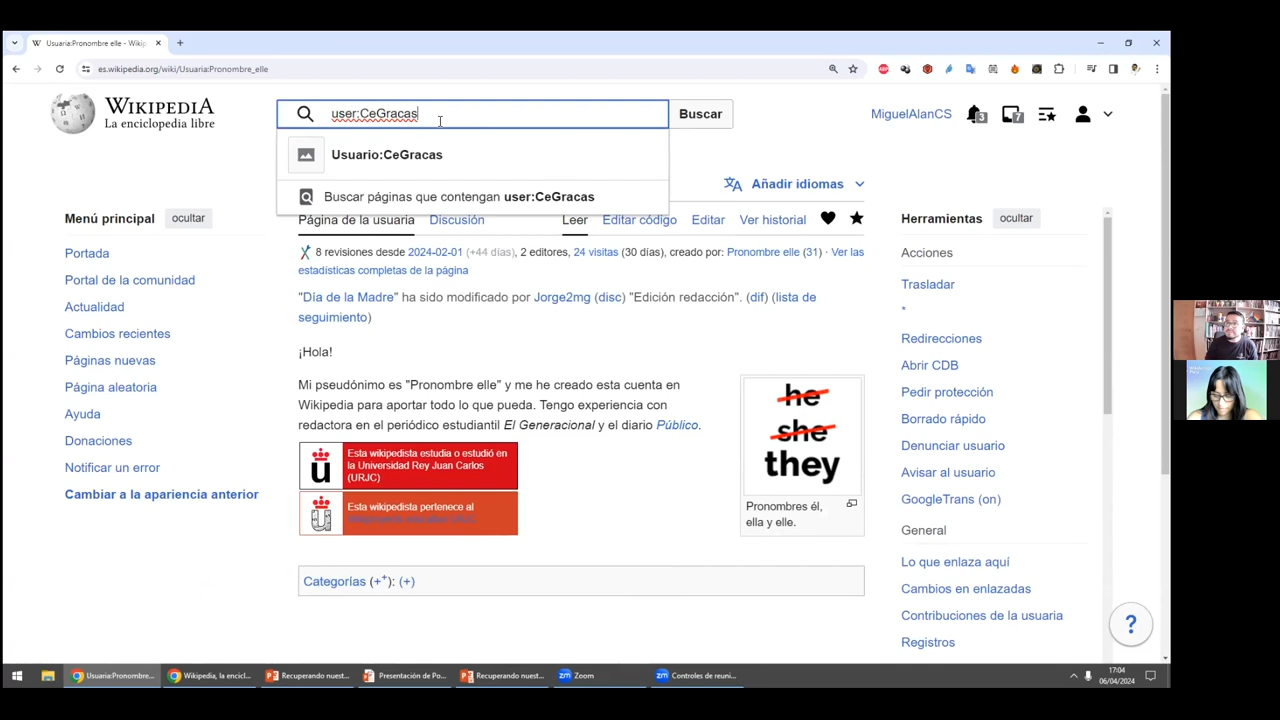 Usuaria:Pronombre elle - Wikip
es.wikipedia.org/wiki/Usuaria:Pronombre_elle
WIKIPEDIA
La enciclopedia libre
user:CeGracas
Buscar
MiguelAlanCS
3
7
Usuario:CeGracas
Buscar páginas que contengan user:CeGracas
Añadir idiomas
Menú principal
ocultar
Portada
Portal de la comunidad
Actualidad
Cambios recientes
Páginas nuevas
Página aleatoria
Ayuda
Donaciones
Notificar un error
Cambiar a la apariencia anterior
Página de la usuaria
Discusión
Leer
Editar código
Editar
Ver historial
8 revisiones desde 2024-02-01 (+44 días), 2 editores, 24 visitas (30 días), creado por: Pronombre elle (31) · Ver las
estadísticas completas de la página
"Día de la Madre" ha sido modificado por Jorge2mg (disc) "Edición redacción". (dif) (lista de
seguimiento)
¡Hola!
Mi pseudónimo es "Pronombre elle" y me he creado esta cuenta en
Wikipedia para aportar todo lo que pueda. Tengo experiencia con
redactora en el periódico estudiantil El Generacional y el diario Público.
u
Esta wikipedista estudia o estudió en
la Universidad Rey Juan Carlos
(URJC)
Esta wikipedista pertenece al
he
she
they
Pronombres él,
ella y elle.
Categorías (++): (+)
Herramientas
ocultar
Acciones
Trasladar
*
Redirecciones
Abrir CDB
Pedir protección
Borrado rápido
Denunciar usuario
Avisar al usuario
GoogleTrans (on)
General
Lo que enlaza aquí
Cambios en enlazadas
Contribuciones de la usuaria
Registros
?
Usuaria:Pronombre...
Wikipedia, la encicl...
Recuperando nuest...
Presentación de Po...
Recuperando nuest...
Zoom
Controles de reuni...
17:04
06/04/2024